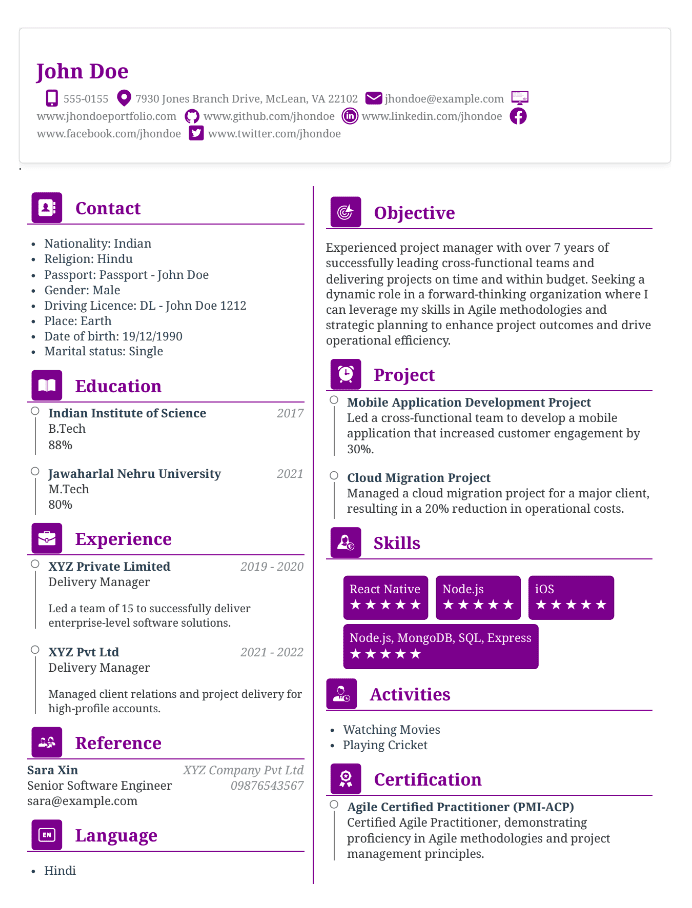 John Doe
555-0155 7930 Jones Branch Drive, McLean, VA 22102 jhondoe@example.com
www.jhondoeportfolio.com www.github.com/jhondoe www.linkedin.com/jhondoe
www.facebook.com/jhondoe www.twitter.com/jhondoe
.
Contact
• Nationality: Indian
• Religion: Hindu
• Passport: Passport - John Doe
• Gender: Male
• Driving Licence: DL - John Doe 1212
• Place: Earth
• Date of birth: 19/12/1990
• Marital status: Single
Education
Indian Institute of Science 2017
B.Tech
88%
Jawaharlal Nehru University 2021
M.Tech
80%
Experience
XYZ Private Limited 2019 - 2020
Delivery Manager
Led a team of 15 to successfully deliver
enterprise-level software solutions.
XYZ Pvt Ltd 2021 - 2022
Delivery Manager
Managed client relations and project delivery for
high-profile accounts.
Reference
Sara Xin XYZ Company Pvt Ltd
Senior Software Engineer 09876543567
sara@example.com
EN Language
• Hindi
Objective
Experienced project manager with over 7 years of
successfully leading cross-functional teams and
delivering projects on time and within budget. Seeking a
dynamic role in a forward-thinking organization where I
can leverage my skills in Agile methodologies and
strategic planning to enhance project outcomes and drive
operational efficiency.
Project
Mobile Application Development Project
Led a cross-functional team to develop a mobile
application that increased customer engagement by
30%.
Cloud Migration Project
Managed a cloud migration project for a major client,
resulting in a 20% reduction in operational costs.
Skills
React Native Node.js iOS
★★★★★ ★★★★★ ★★★★★
Node.js, MongoDB, SQL, Express
★★★★★
Activities
• Watching Movies
• Playing Cricket
Certification
Agile Certified Practitioner (PMI-ACP)
Certified Agile Practitioner, demonstrating
proficiency in Agile methodologies and project
management principles.